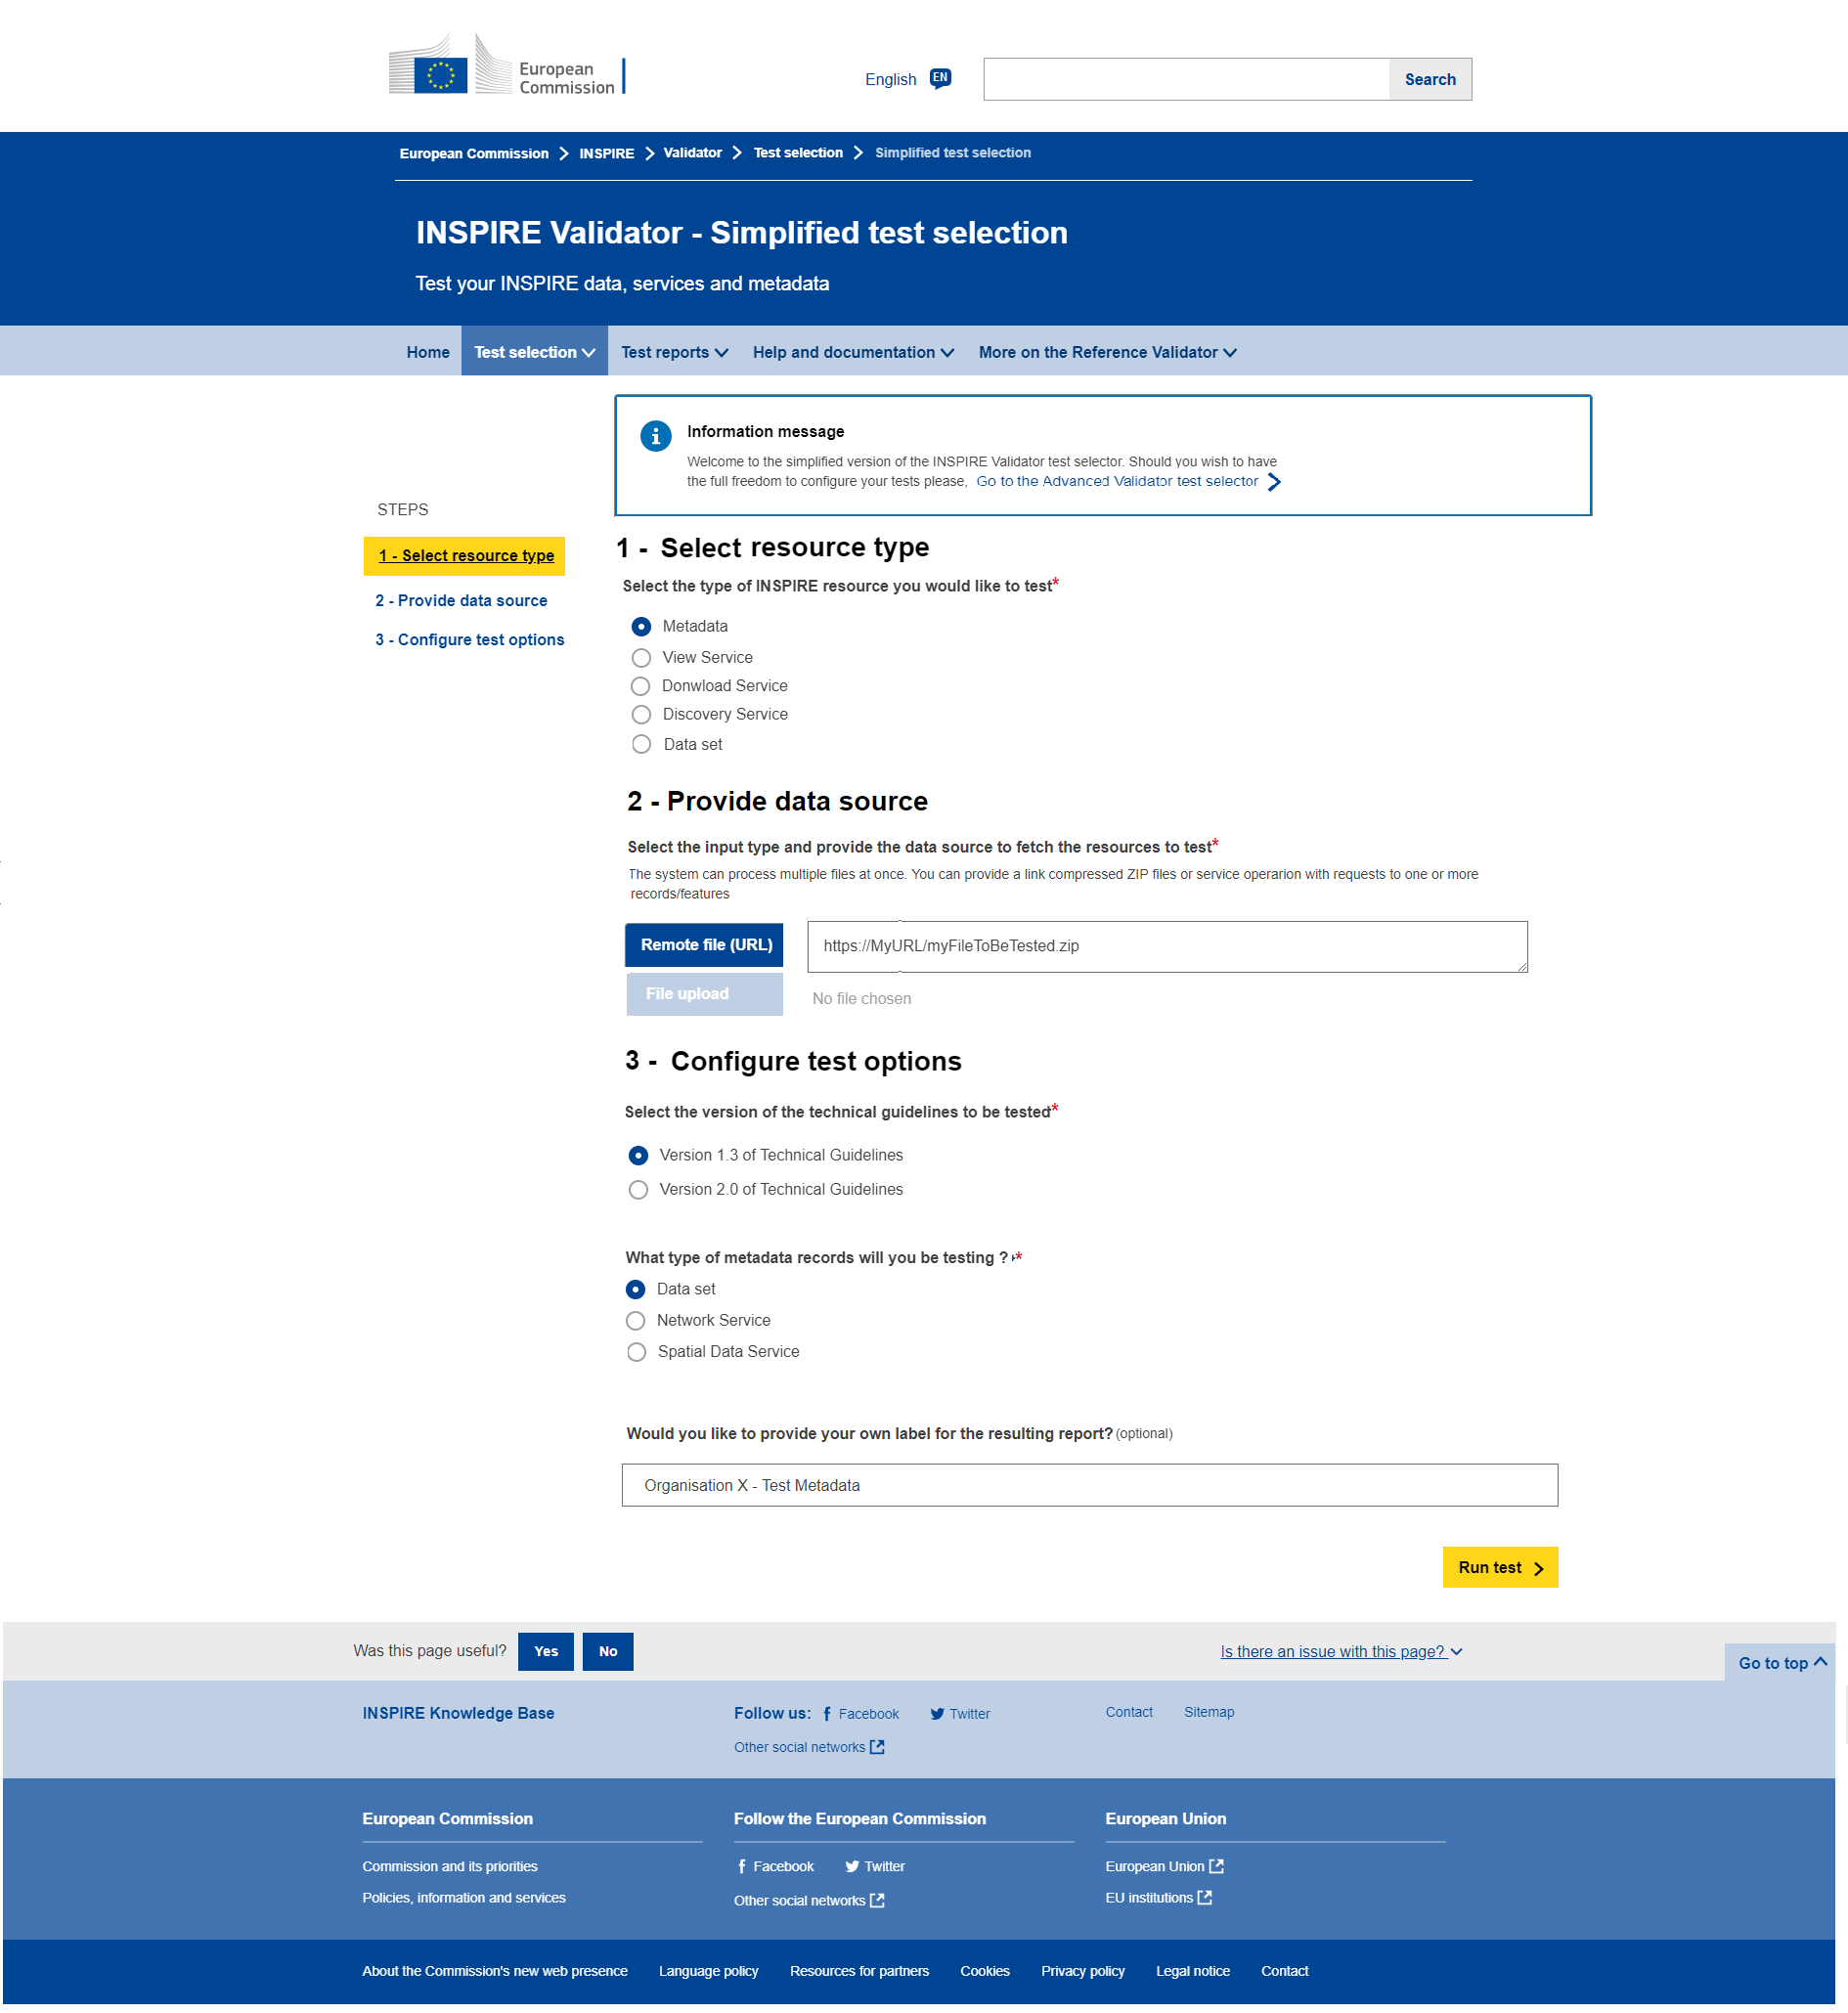 European
Commission
English EN
Search
European Commission > INSPIRE > Validator > Test selection > Simplified test selection
INSPIRE Validator - Simplified test selection
Test your INSPIRE data, services and metadata
Home Test selection Test reports Help and documentation More on the Reference Validator
Information message
Welcome to the simplified version of the INSPIRE Validator test selector. Should you wish to have
the full freedom to configure your tests please, Go to the Advanced Validator test selector
STEPS
1 - Select resource type
2 - Provide data source
3 - Configure test options
1 - Select resource type
Select the type of INSPIRE resource you would like to test*
Metadata
View Service
Donwload Service
Discovery Service
Data set
2 - Provide data source
Select the input type and provide the data source to fetch the resources to test*
The system can process multiple files at once. You can provide a link compressed ZIP files or service operarion with requests to one or more
records/features
Remote file (URL) https://MyURL/myFileToBeTested.zip
File upload No file chosen
3 - Configure test options
Select the version of the technical guidelines to be tested*
Version 1.3 of Technical Guidelines
Version 2.0 of Technical Guidelines
What type of metadata records will you be testing ? *
Data set
Network Service
Spatial Data Service
Would you like to provide your own label for the resulting report? (optional)
Organisation X - Test Metadata
Run test
Was this page useful? Yes No Is there an issue with this page?
Go to top
INSPIRE Knowledge Base Follow us: Facebook Twitter Contact Sitemap
Other social networks
European Commission Follow the European Commission European Union
Commission and its priorities Facebook Twitter European Union
Policies, information and services Other social networks EU institutions
About the Commission's new web presence Language policy Resources for partners Cookies Privacy policy Legal notice Contact